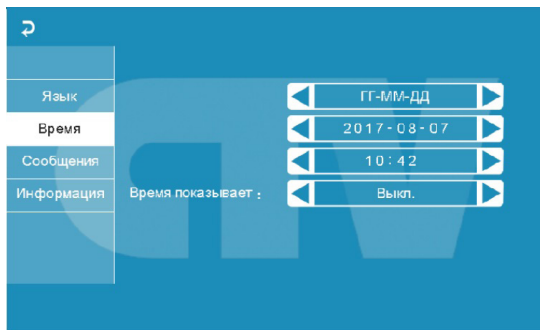 Язык
ГГ-ММ-ДД
Время
2017-08-07
Сообщения
10:42
Информация
Время показывает :
Выкл.